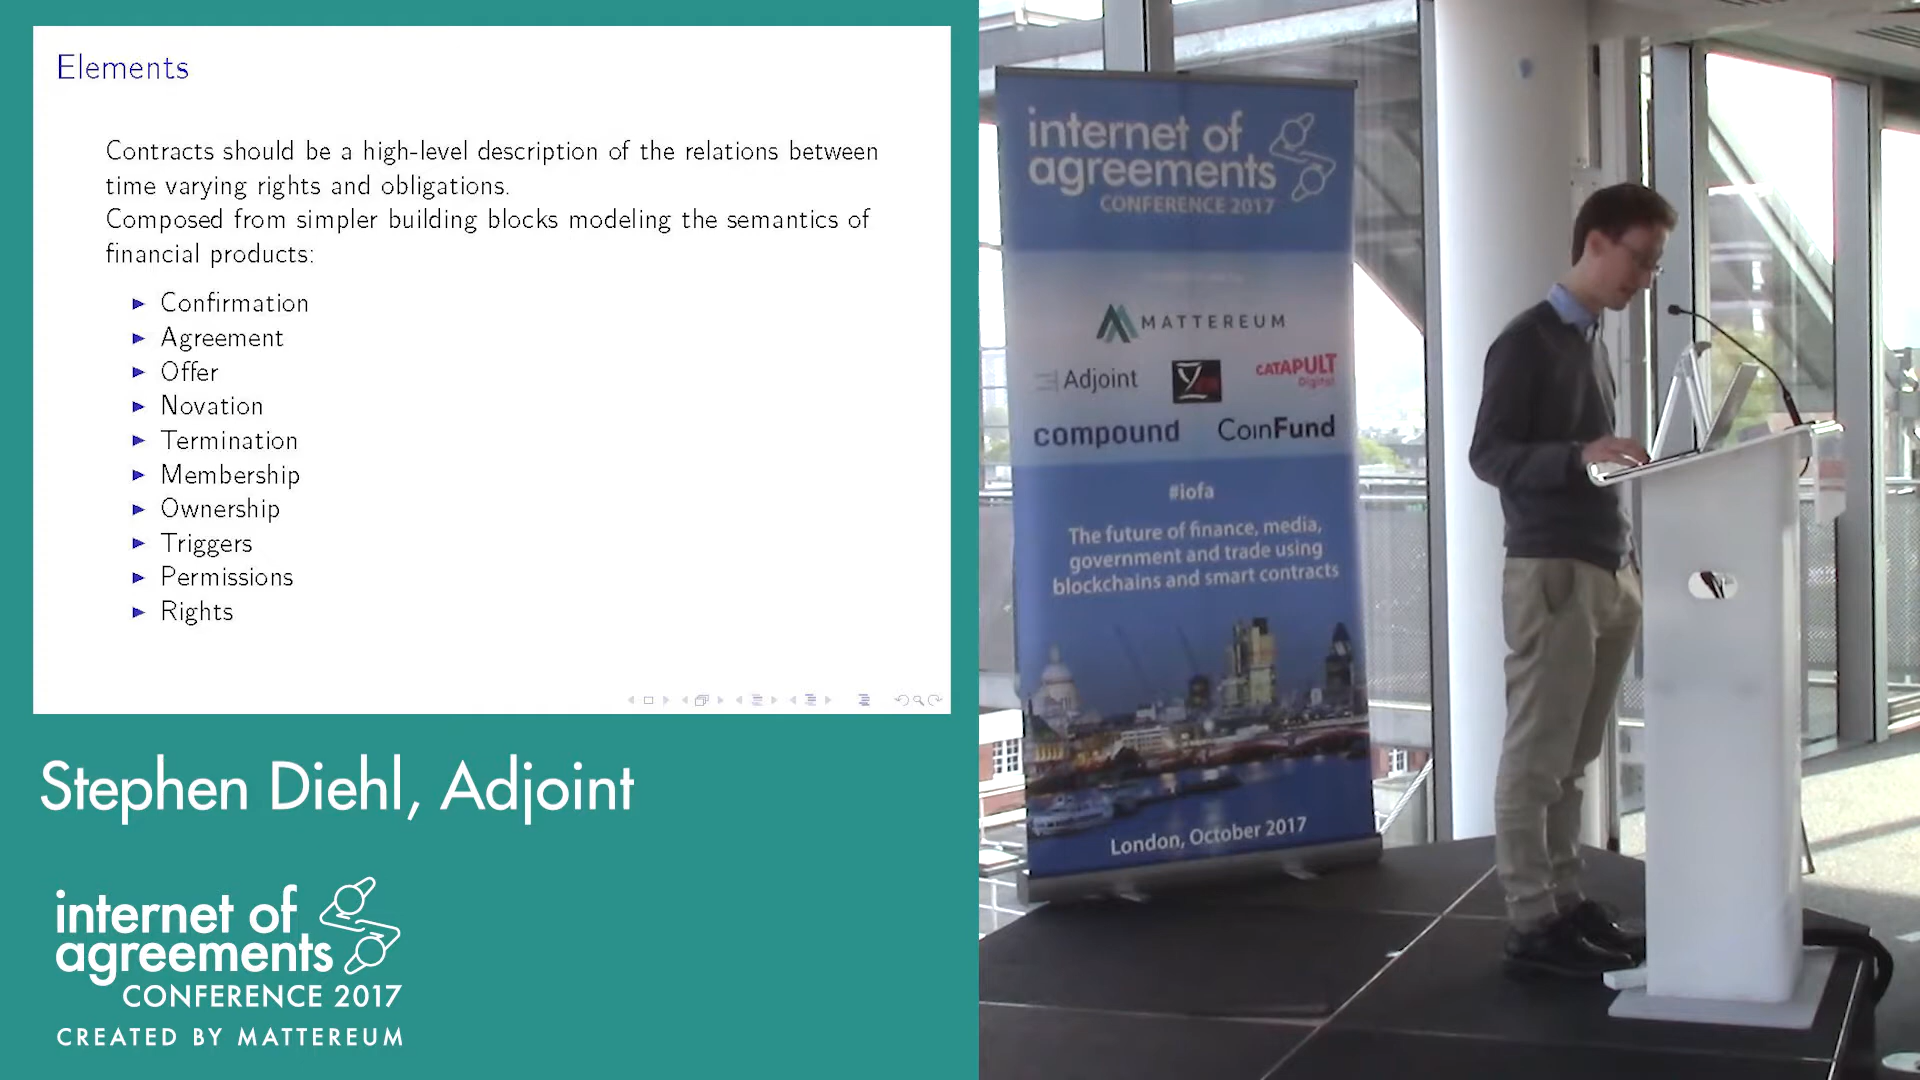 Elements
Contracts should be a high-level description of the relations between
time varying rights and obligations.
Composed from simpler building blocks modeling the semantics of
financial products:
Confirmation
Agreement
Offer
Novation
Termination
Membership
Ownership
Triggers
Permissions
Rights
Stephen Diehl, Adjoint
internet of
agreements
CONFERENCE 2017
CREATED BY MATTEREUM
internet of
agreements
CONFERENCE 2017
MATTEREUM
Adjoint
CATAPULT
Digital
compound
CoinFund
#iofa
The future of finance, media,
government and trade using
blockchains and smart contracts
London, October 2017